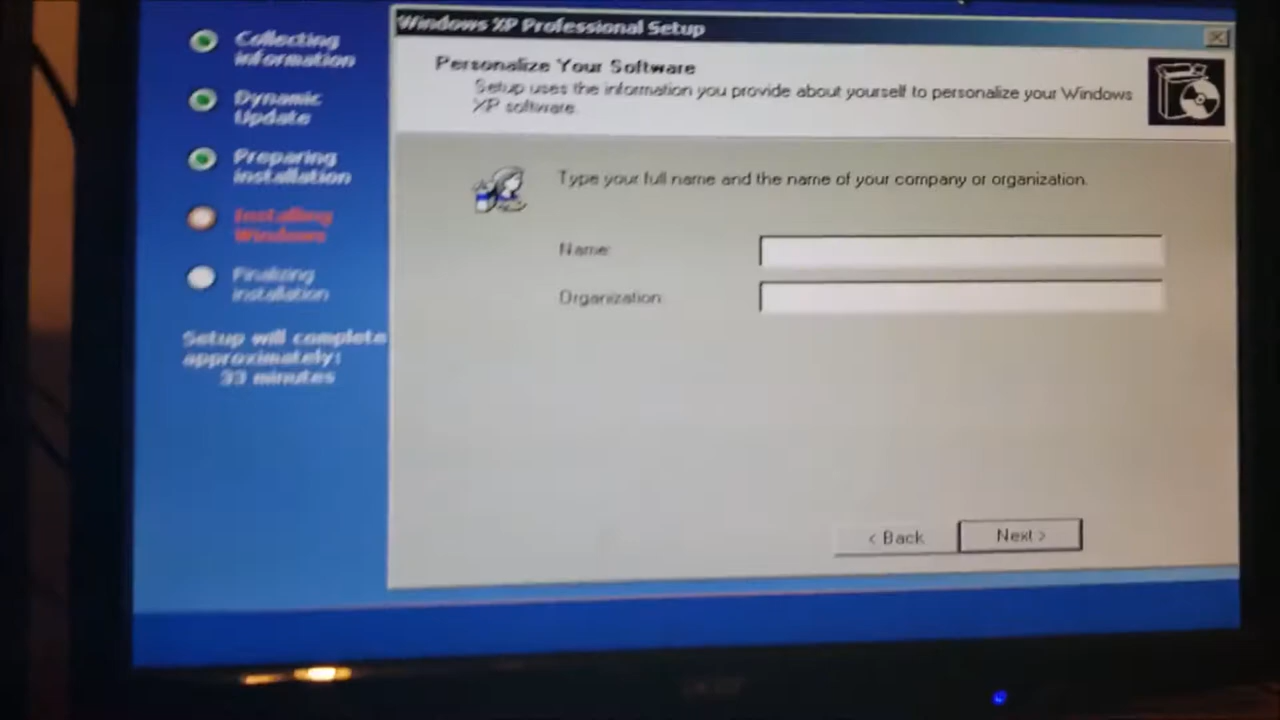 Windows XP Professional Setup
Collecting
information
Dynamic
Update
Preparing
installation
Installing
Windows
Finalizing
installation
Setup will complete
approximately:
33 minutes
Personalize Your Software
Setup uses the information you provide about yourself to personalize your Windows
XP software.
Type your full name and the name of your company or organization.
Name:
Organization:
< Back
Next >
acer